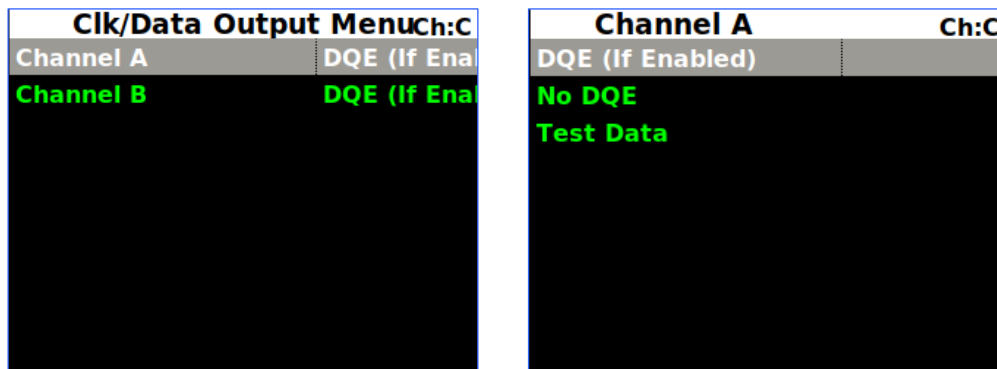 Clk/Data Output Menu Ch:C
Channel A DQE (If Enal
Channel B DQE (If Enal
Channel A Ch:C
DQE (If Enabled)
No DQE
Test Data